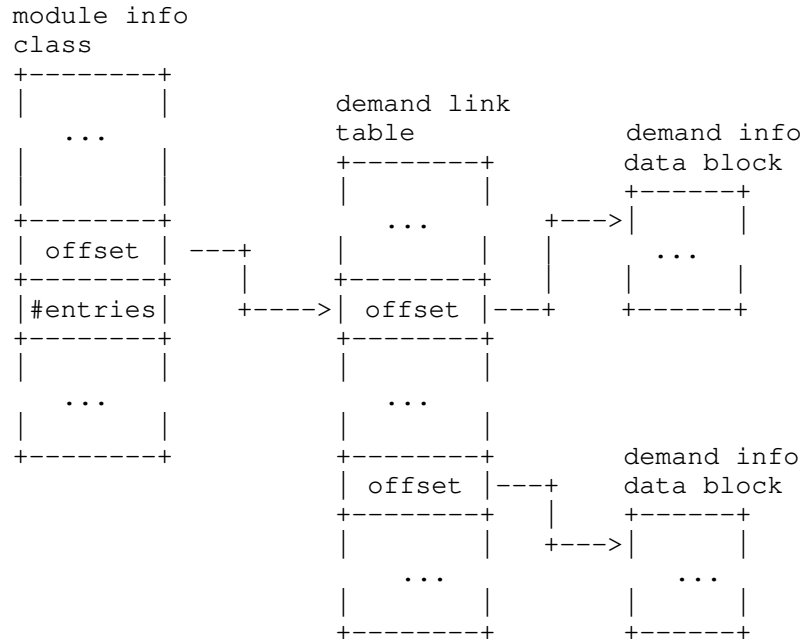 module info
class
...
demand link
table
demand info
data block
...
...
offset
...
#entries
offset
...
...
demand info
data block
offset
...
...